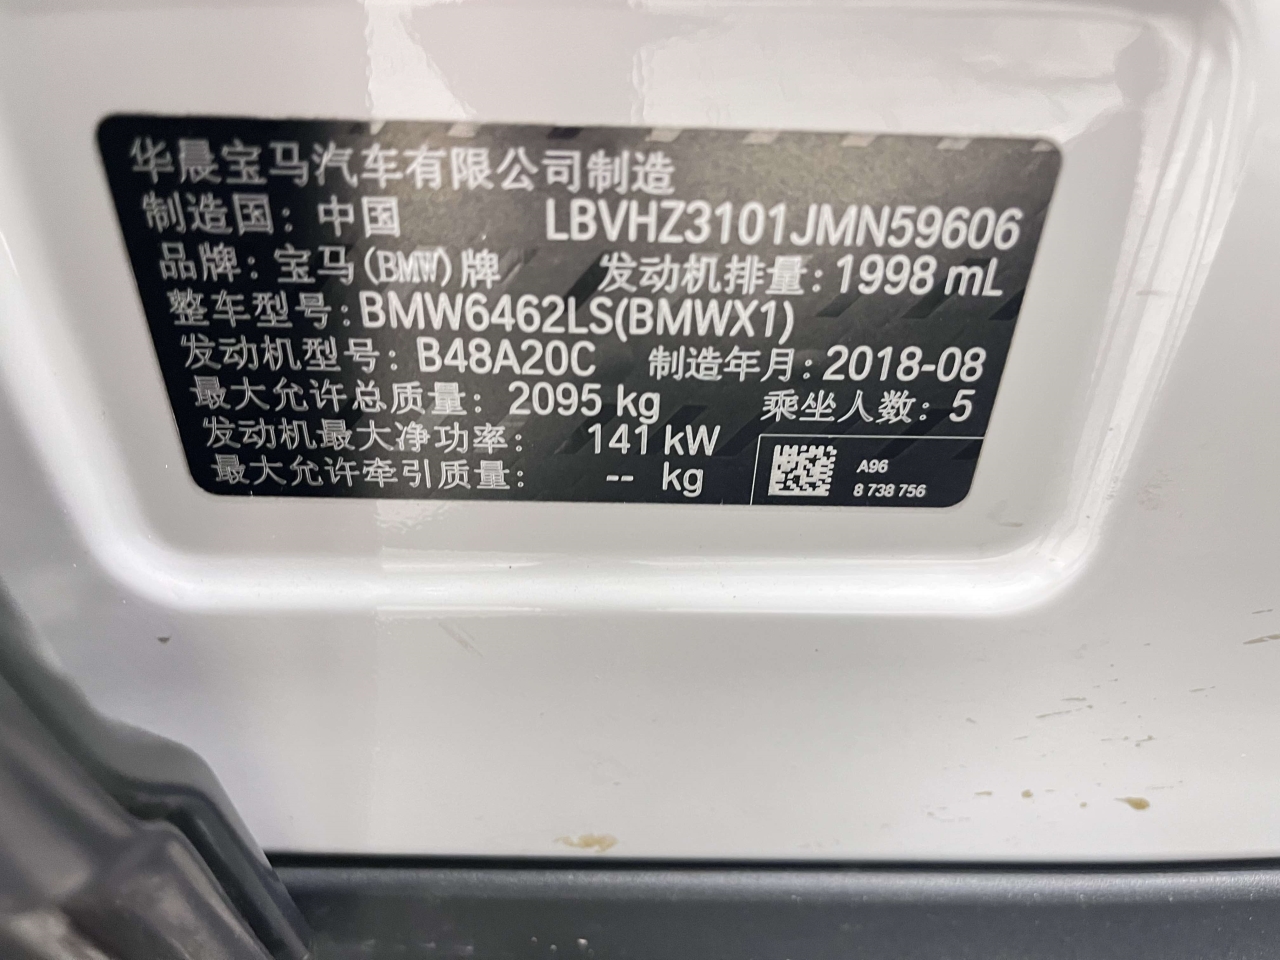 华晨宝马汽车有限公司制造
制造国：中国 LBVHZ3101JMN59606
品牌：宝马(BMW)牌 发动机排量：1998 mL
整车型号：BMW6462LS(BMWX1)
发动机型号：B48A20C 制造年月：2018-08
最大允许总质量：2095 kg 乘坐人数：5
发动机最大净功率：141 kW
最大允许牵引质量：-- kg
A96
8 738 756